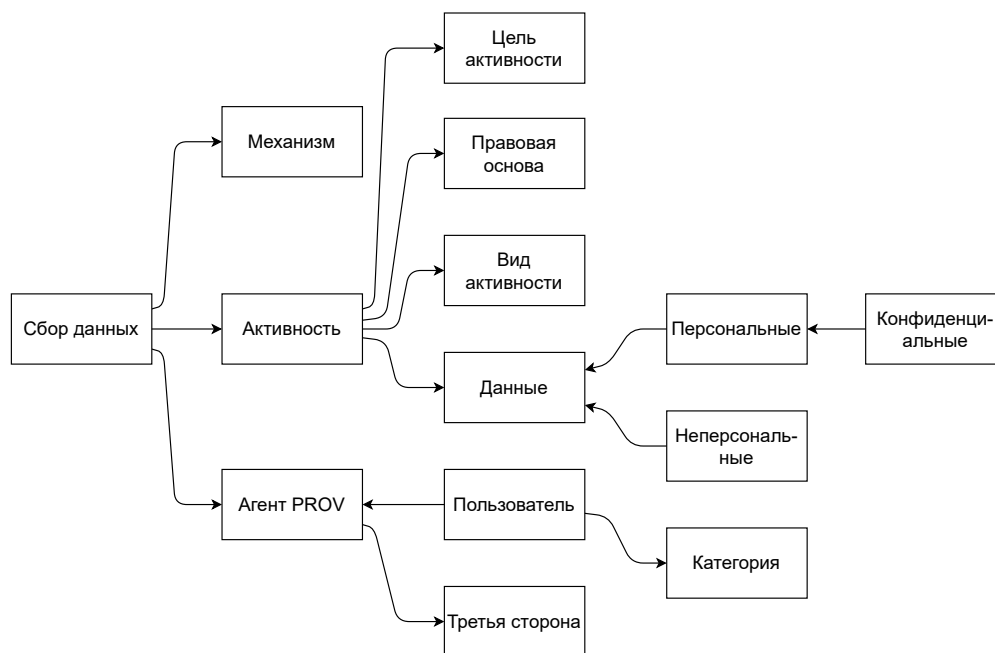 Цель
активности
Механизм
Правовая
основа
Вид
активности
Сбор данных
Активность
Персональные
Конфиденци-
альные
Данные
Неперсональ-
ные
Агент PROV
Пользователь
Категория
Третья сторона